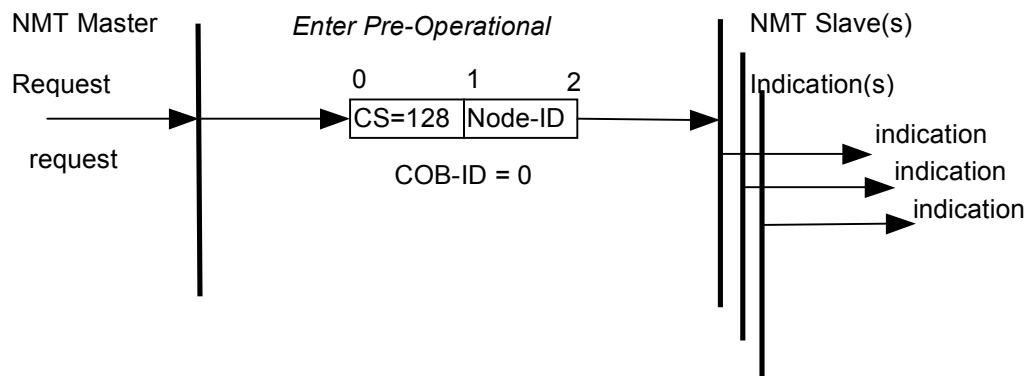 NMT Master
Enter Pre-Operational
NMT Slave(s)
Request
0 1 2
Indication(s)
CS=128 Node-ID
request
COB-ID = 0
indication
indication
indication